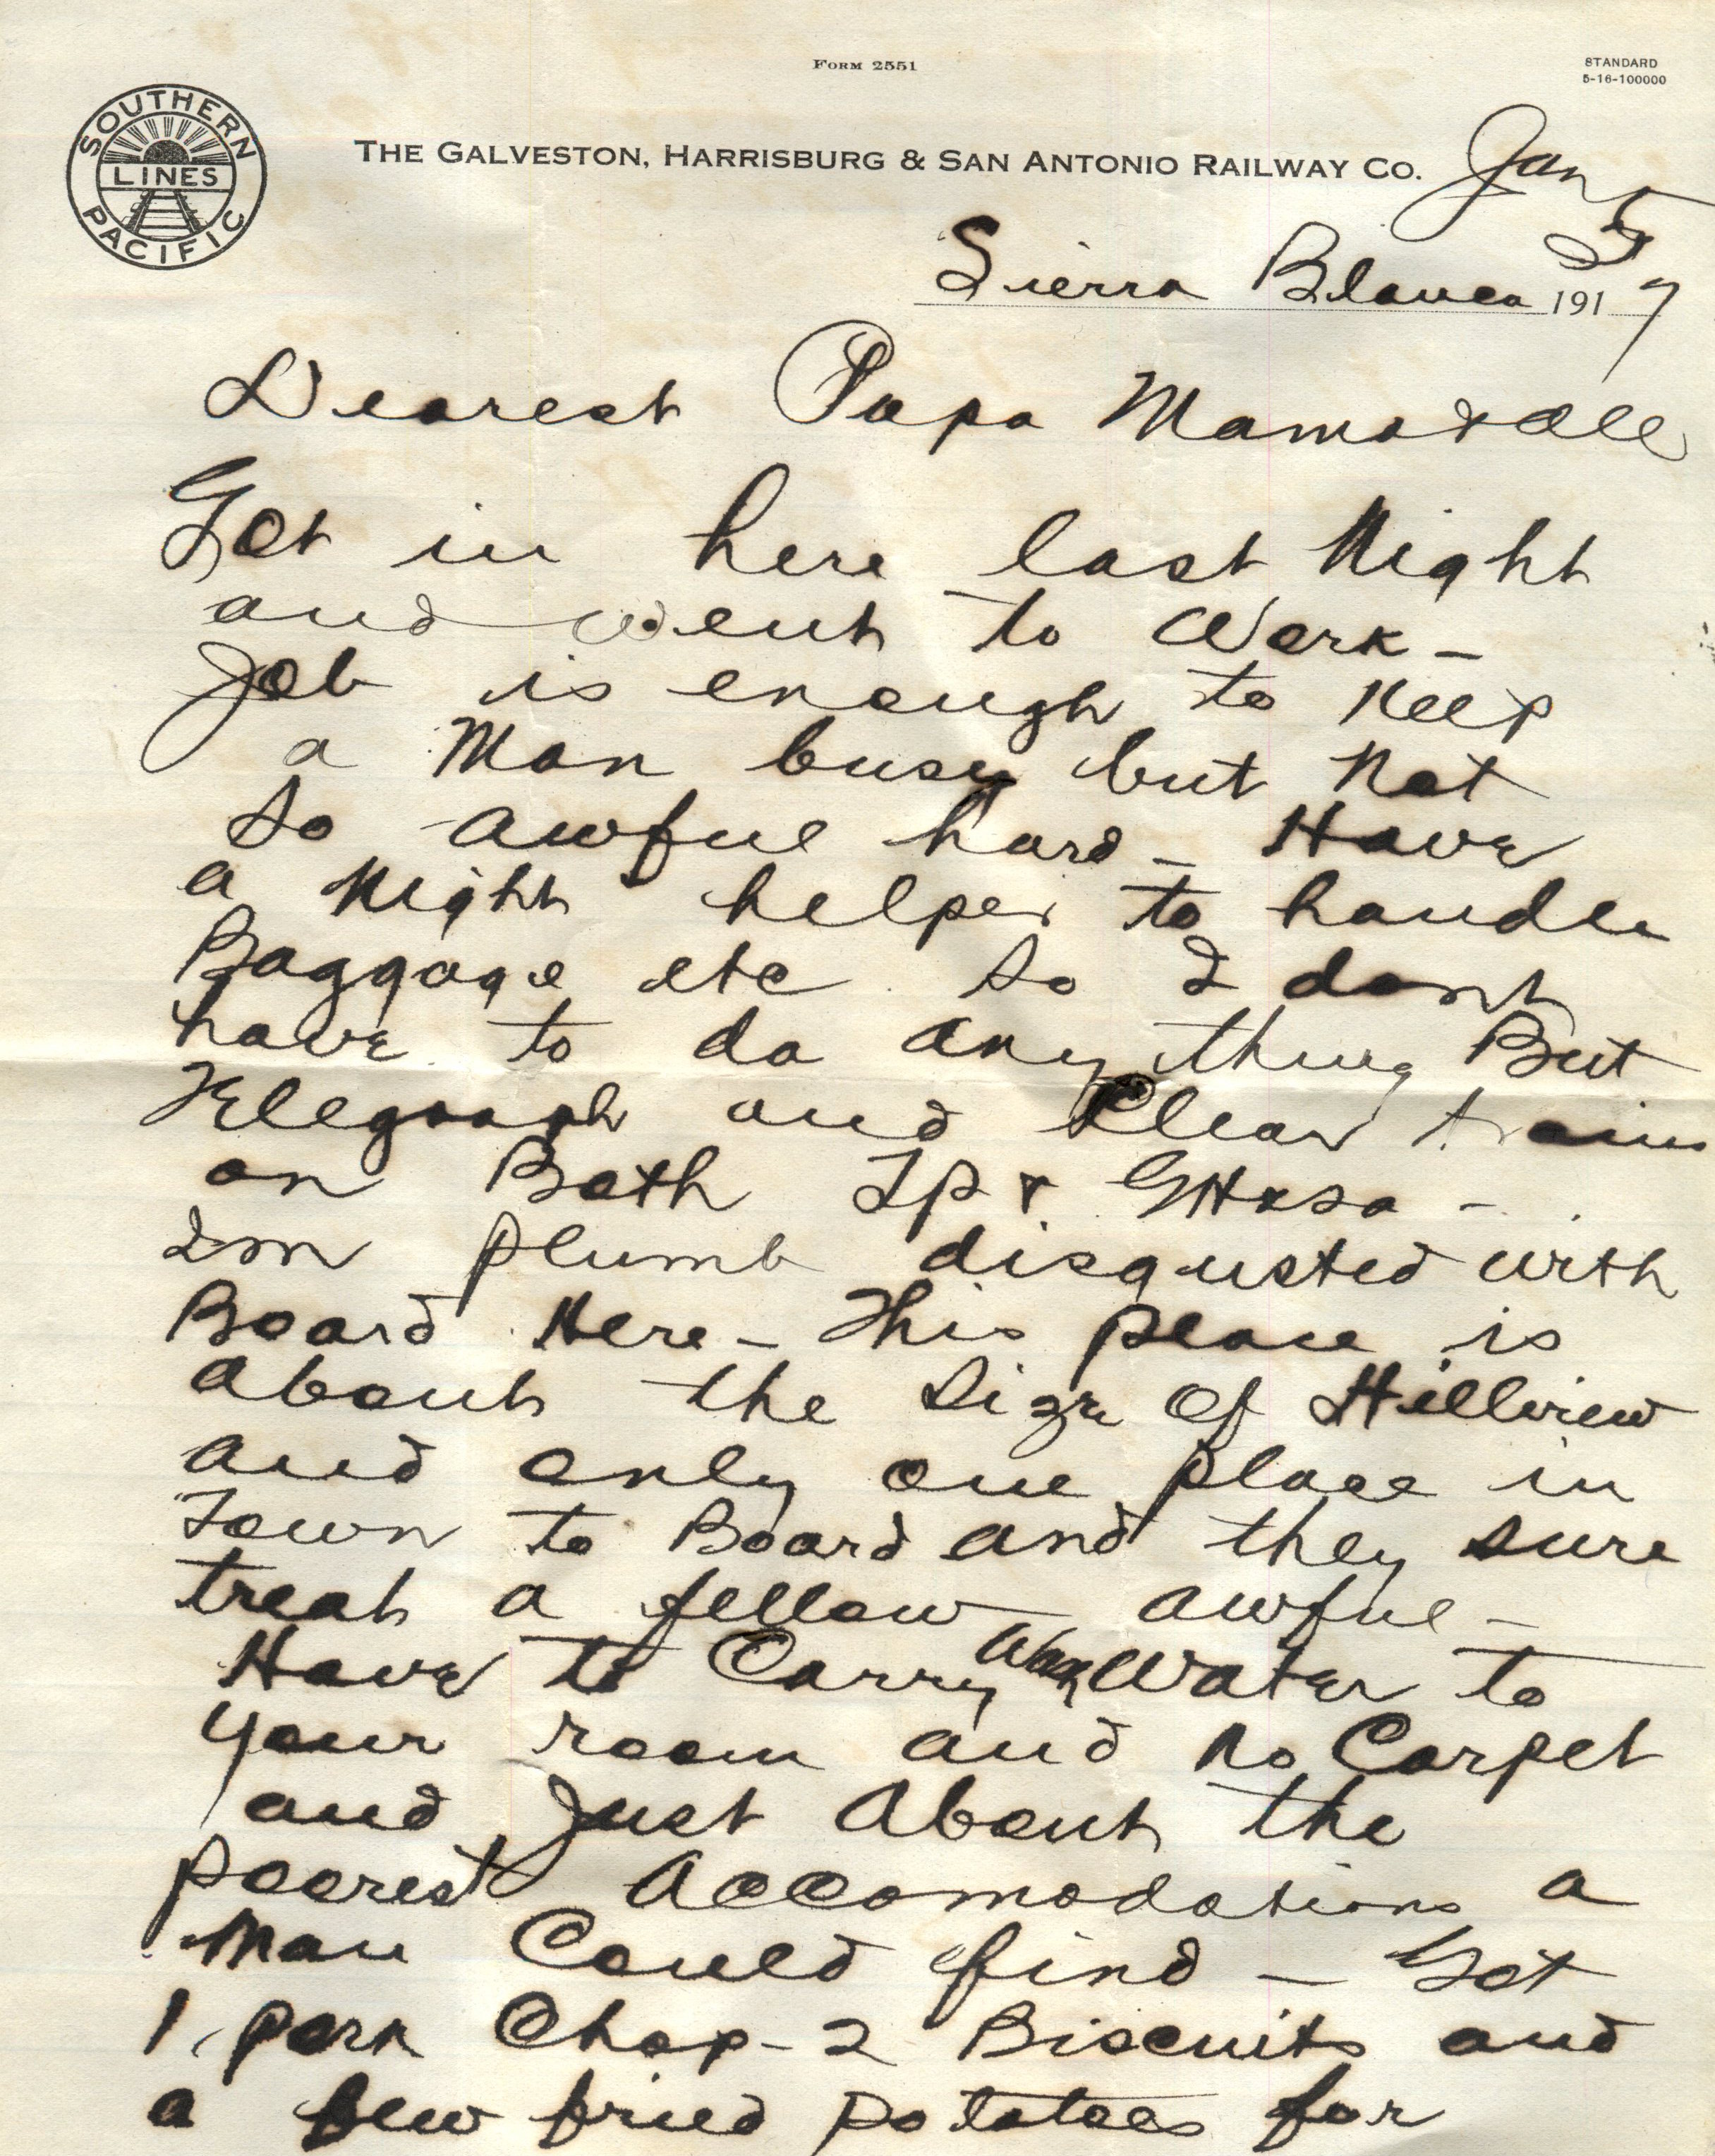 FORM 2551
STANDARD
5-16-100000
SOUTHERN
LINES
PACIFIC
THE GALVESTON, HARRISBURG & SAN ANTONIO RAILWAY CO.
Jan 5
Sierra Blanca 1917
Dearest Papa Mama & all
Got in here last Night
and went to Work -
Job is enough to Keep
a Man busy but Not
so awful hard - Have
a Night helper to handle
Baggage etc so I dont
have to do any thing But
Telegraph and Clear trains
on Both TP & GH&SA -
Im plumb disgusted with
Board Here - This place is
about the Size of Hillview
and only one place in
Town to Board and they sure
treat a fellow awful -
Have to Carry Water to
your room and no Carpet
and Just About the
poorest Accomodations a
Man Could find - Got
1 pork Chop - 2 Biscuits and
a few fried potatoes for